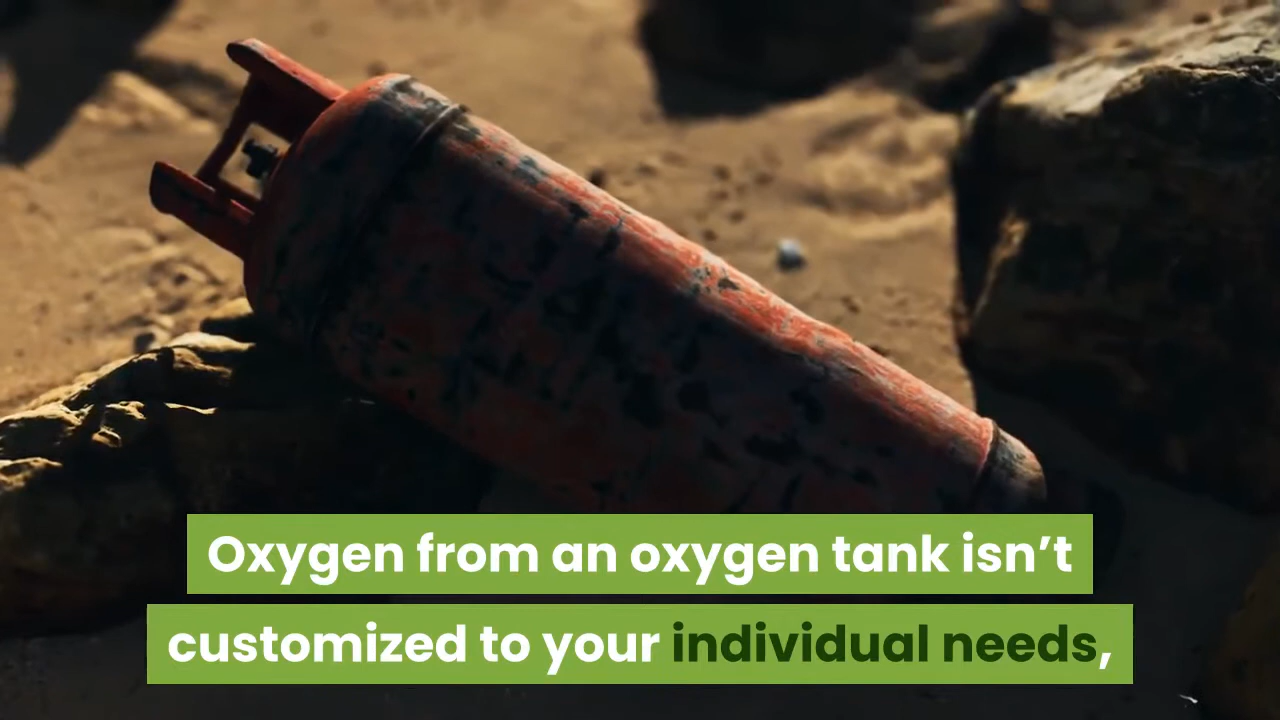 Oxygen from an oxygen tank isn’t
customized to your individual needs,